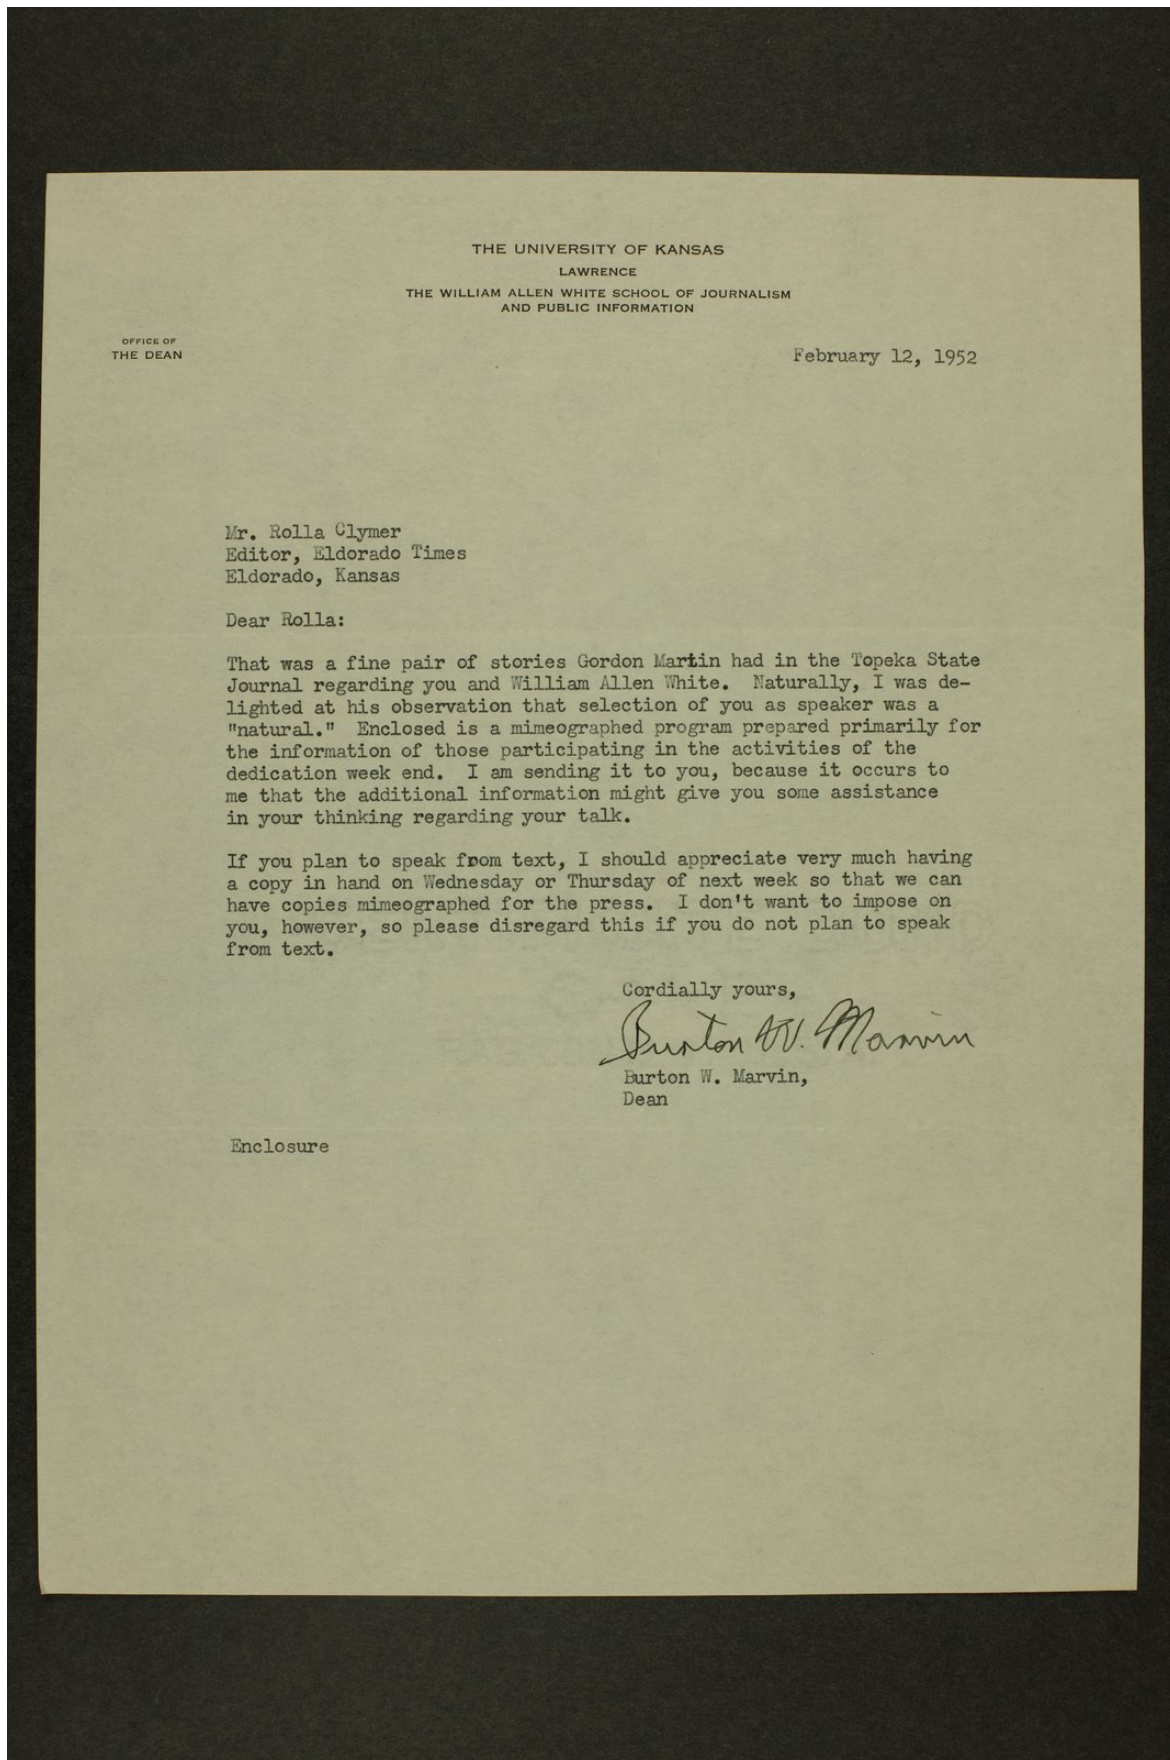 THE UNIVERSITY OF KANSAS
LAWRENCE
THE WILLIAM ALLEN WHITE SCHOOL OF JOURNALISM
AND PUBLIC INFORMATION
OFFICE OF
THE DEAN
February 12, 1952
Mr. Rolla Clymer
Editor, Eldorado Times
Eldorado, Kansas
Dear Rolla:
That was a fine pair of stories Gordon Martin had in the Topeka State
Journal regarding you and William Allen White. Naturally, I was de-
lighted at his observation that selection of you as speaker was a
"natural." Enclosed is a mimeographed program prepared primarily for
the information of those participating in the activities of the
dedication week end. I am sending it to you, because it occurs to
me that the additional information might give you some assistance
in your thinking regarding your talk.
If you plan to speak from text, I should appreciate very much having
a copy in hand on Wednesday or Thursday of next week so that we can
have copies mimeographed for the press. I don't want to impose on
you, however, so please disregard this if you do not plan to speak
from text.
Cordially yours,
Burton W. Marvin
Burton W. Marvin,
Dean
Enclosure